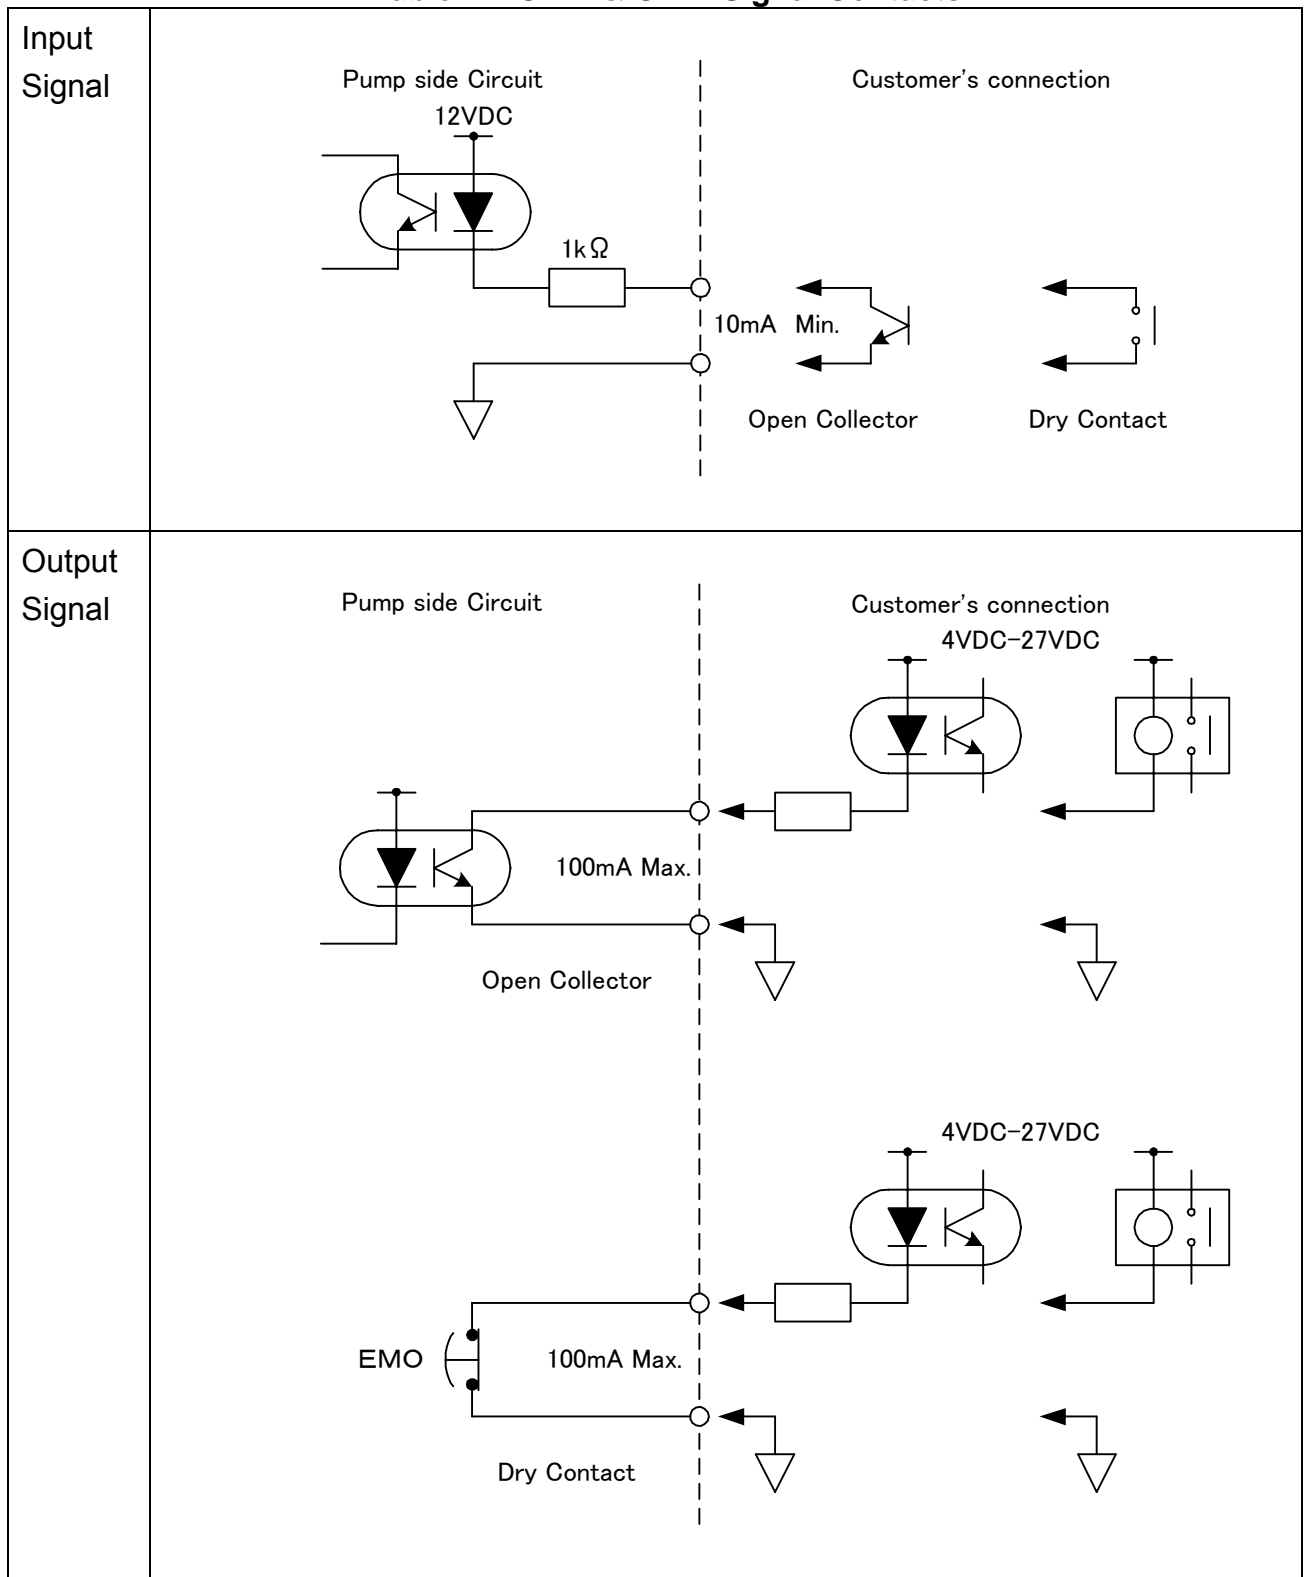 Input
Signal
Pump side Circuit
Customer's connection
12VDC
1kΩ
10mA Min.
Open Collector
Dry Contact
Output
Signal
Pump side Circuit
Customer's connection
4VDC-27VDC
100mA Max.
Open Collector
4VDC-27VDC
EMO
100mA Max.
Dry Contact